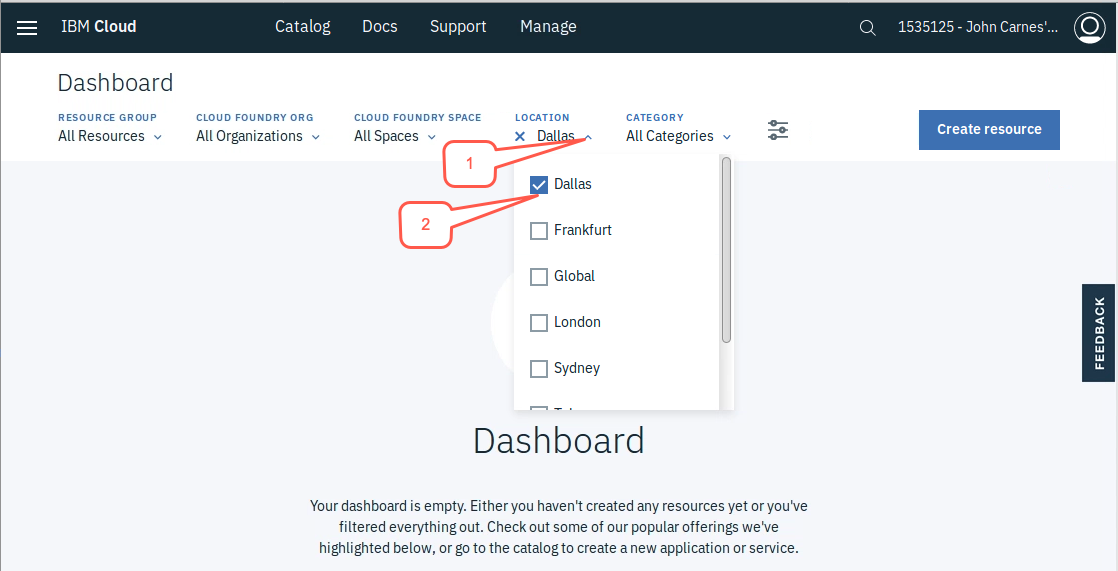 IBM Cloud Catalog Docs Support Manage 1535125 - John Carnes'...
Dashboard
RESOURCE GROUP CLOUD FOUNDRY ORG CLOUD FOUNDRY SPACE LOCATION CATEGORY
All Resources All Organizations All Spaces Dallas All Categories
Create resource
1
Dallas
2
Frankfurt
Global
London
Sydney
FEEDBACK
Dashboard
Your dashboard is empty. Either you haven't created any resources yet or you've
filtered everything out. Check out some of our popular offerings we've
highlighted below, or go to the catalog to create a new application or service.